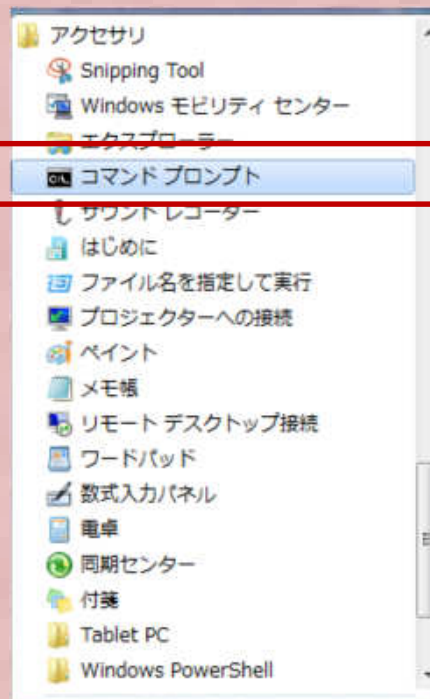 アクセサリ
Snipping Tool
Windows モビリティ センター
エクスプローラー
コマンド プロンプト
サウンド レコーダー
はじめに
ファイル名を指定して実行
プロジェクターへの接続
ペイント
メモ帳
リモート デスクトップ接続
ワードパッド
数式入力パネル
電卓
同期センター
付箋
Tablet PC
Windows PowerShell